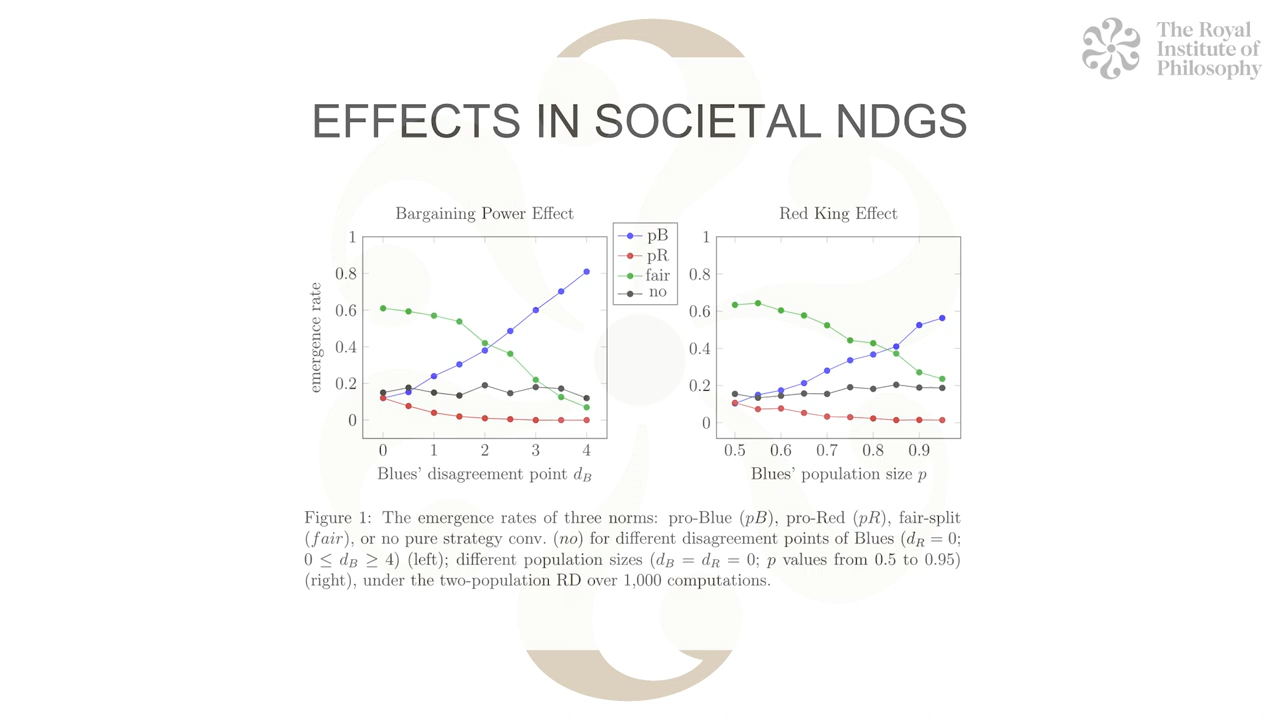 The Royal
Institute of
Philosophy
EFFECTS IN SOCIETAL NDGS
Bargaining Power Effect
emergence rate
1
0.8
0.6
0.4
0.2
0
0 1 2 3 4
Blues' disagreement point d_B
pB
pR
fair
no
Red King Effect
1
0.8
0.6
0.4
0.2
0
0.5 0.6 0.7 0.8 0.9
Blues' population size p
Figure 1: The emergence rates of three norms: pro-Blue (pB), pro-Red (pR), fair-split
(fair), or no pure strategy conv. (no) for different disagreement points of Blues (d_R = 0;
0 ≤ d_B ≥ 4) (left); different population sizes (d_B = d_R = 0; p values from 0.5 to 0.95)
(right), under the two-population RD over 1,000 computations.